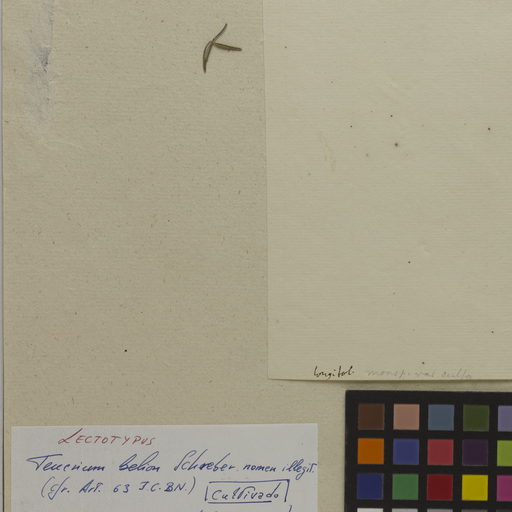 LECTOTYPUS
Teucrium belion Schreber nomen illegit.
(cfr. Art. 63 I.C.B.N.) Cultivado